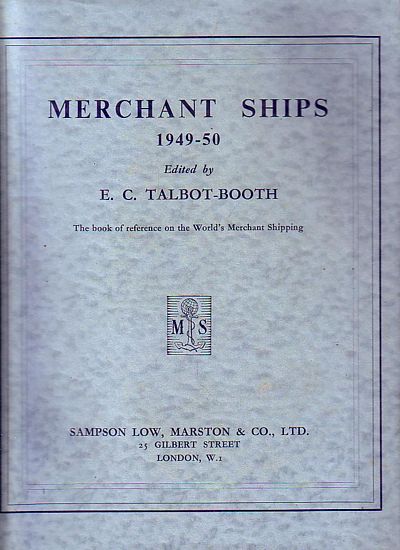 MERCHANT SHIPS
1949-50
Edited by
E. C. TALBOT-BOOTH
The book of reference on the World's Merchant Shipping
M S
SAMPSON LOW, MARSTON & CO., LTD.
25 GILBERT STREET
LONDON, W.1